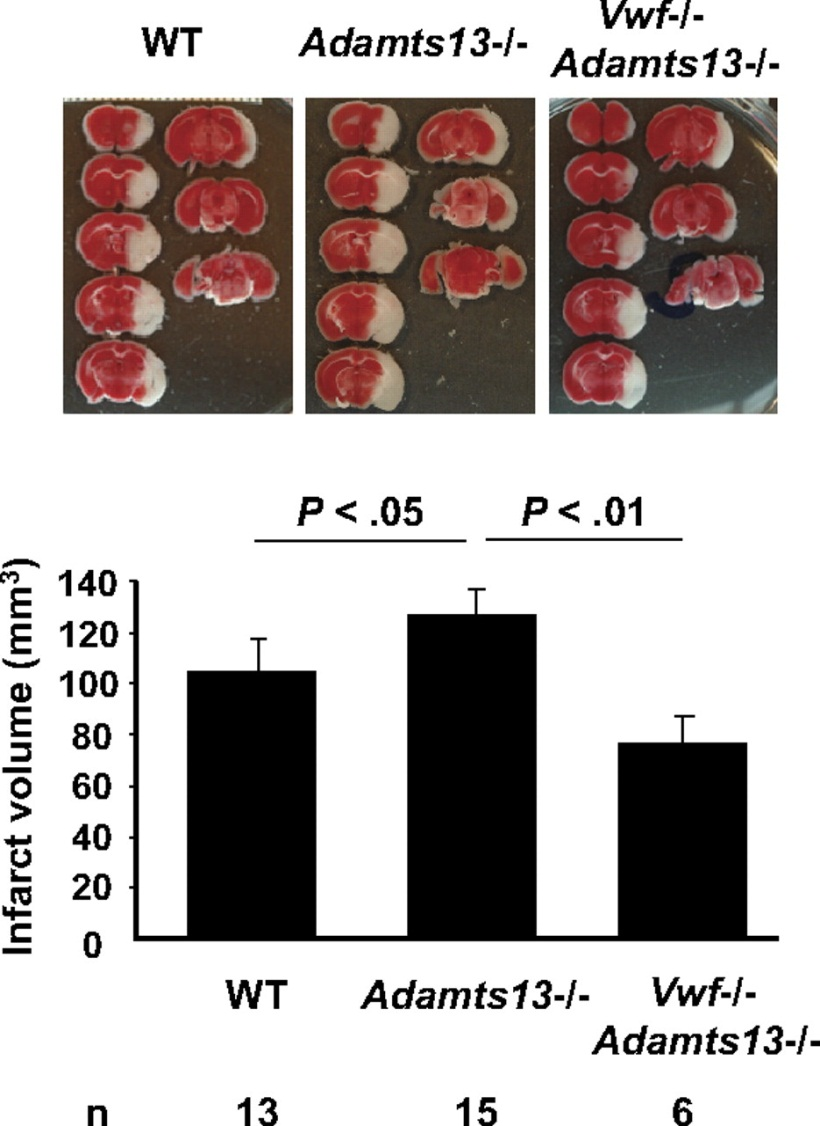 WT
Adamts13-/-
Vwf-/-
Adamts13-/-
P < .05
P < .01
Infarct volume (mm³)
140
120
100
80
60
40
20
0
WT
Adamts13-/-
Vwf-/-
Adamts13-/-
n 13 15 6